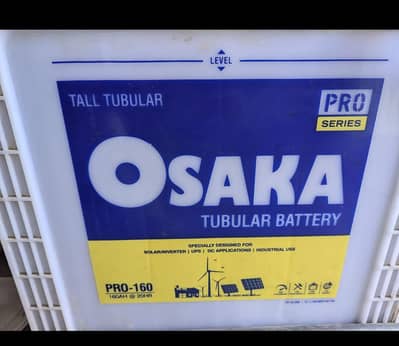 LEVEL
TALL TUBULAR
PRO
SERIES
OSAKA
TUBULAR BATTERY
SPECIALLY DESIGNED FOR
SOLAR/INVERTER | UPS | DC APPLICATIONS | INDUSTRIAL USE
PRO-160
160AH @ 20HR